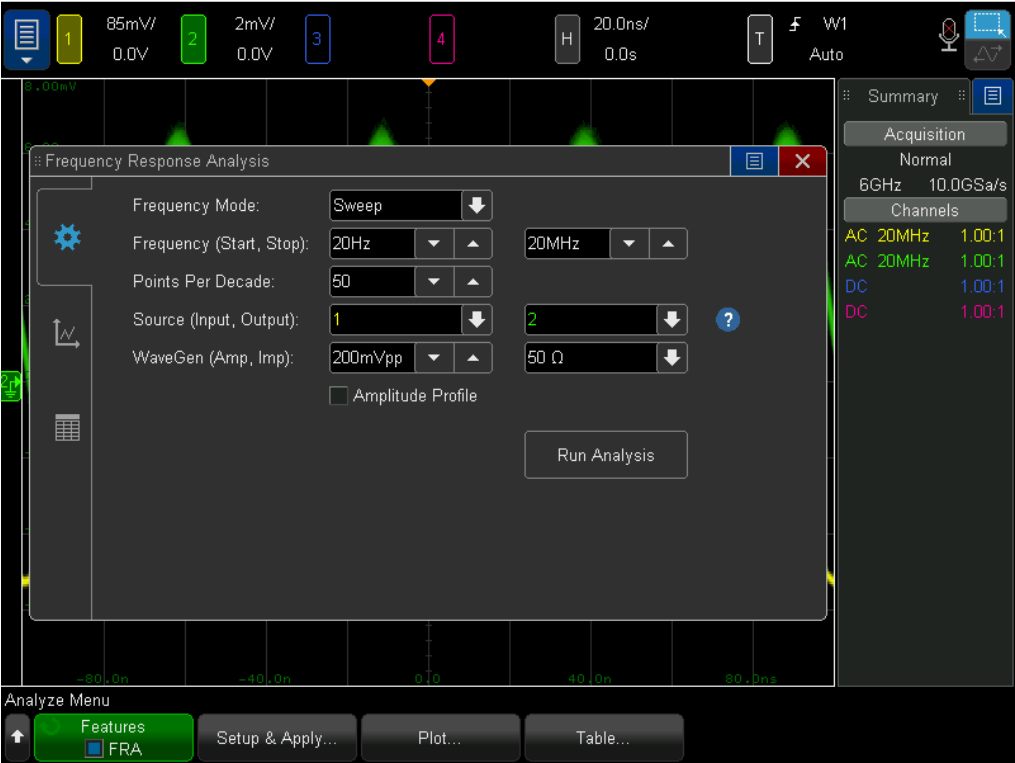 1 85mV/ 2 2mV/ 3 4 H 20.0ns/ T W1
0.0V 0.0V 0.0s Auto
8.00mV
Summary
Acquisition
Normal
6GHz 10.0GSa/s
Channels
AC 20MHz 1.00:1
AC 20MHz 1.00:1
DC 1.00:1
DC 1.00:1
Frequency Response Analysis
Frequency Mode: Sweep
Frequency (Start, Stop): 20Hz 20MHz
Points Per Decade: 50
Source (Input, Output): 1 2 ?
WaveGen (Amp, Imp): 200mVpp 50 Ω
Amplitude Profile
Run Analysis
2
-80.0n -40.0n 0.0 40.0n 80.0ns
Analyze Menu
Features
FRA
Setup & Apply... Plot... Table...